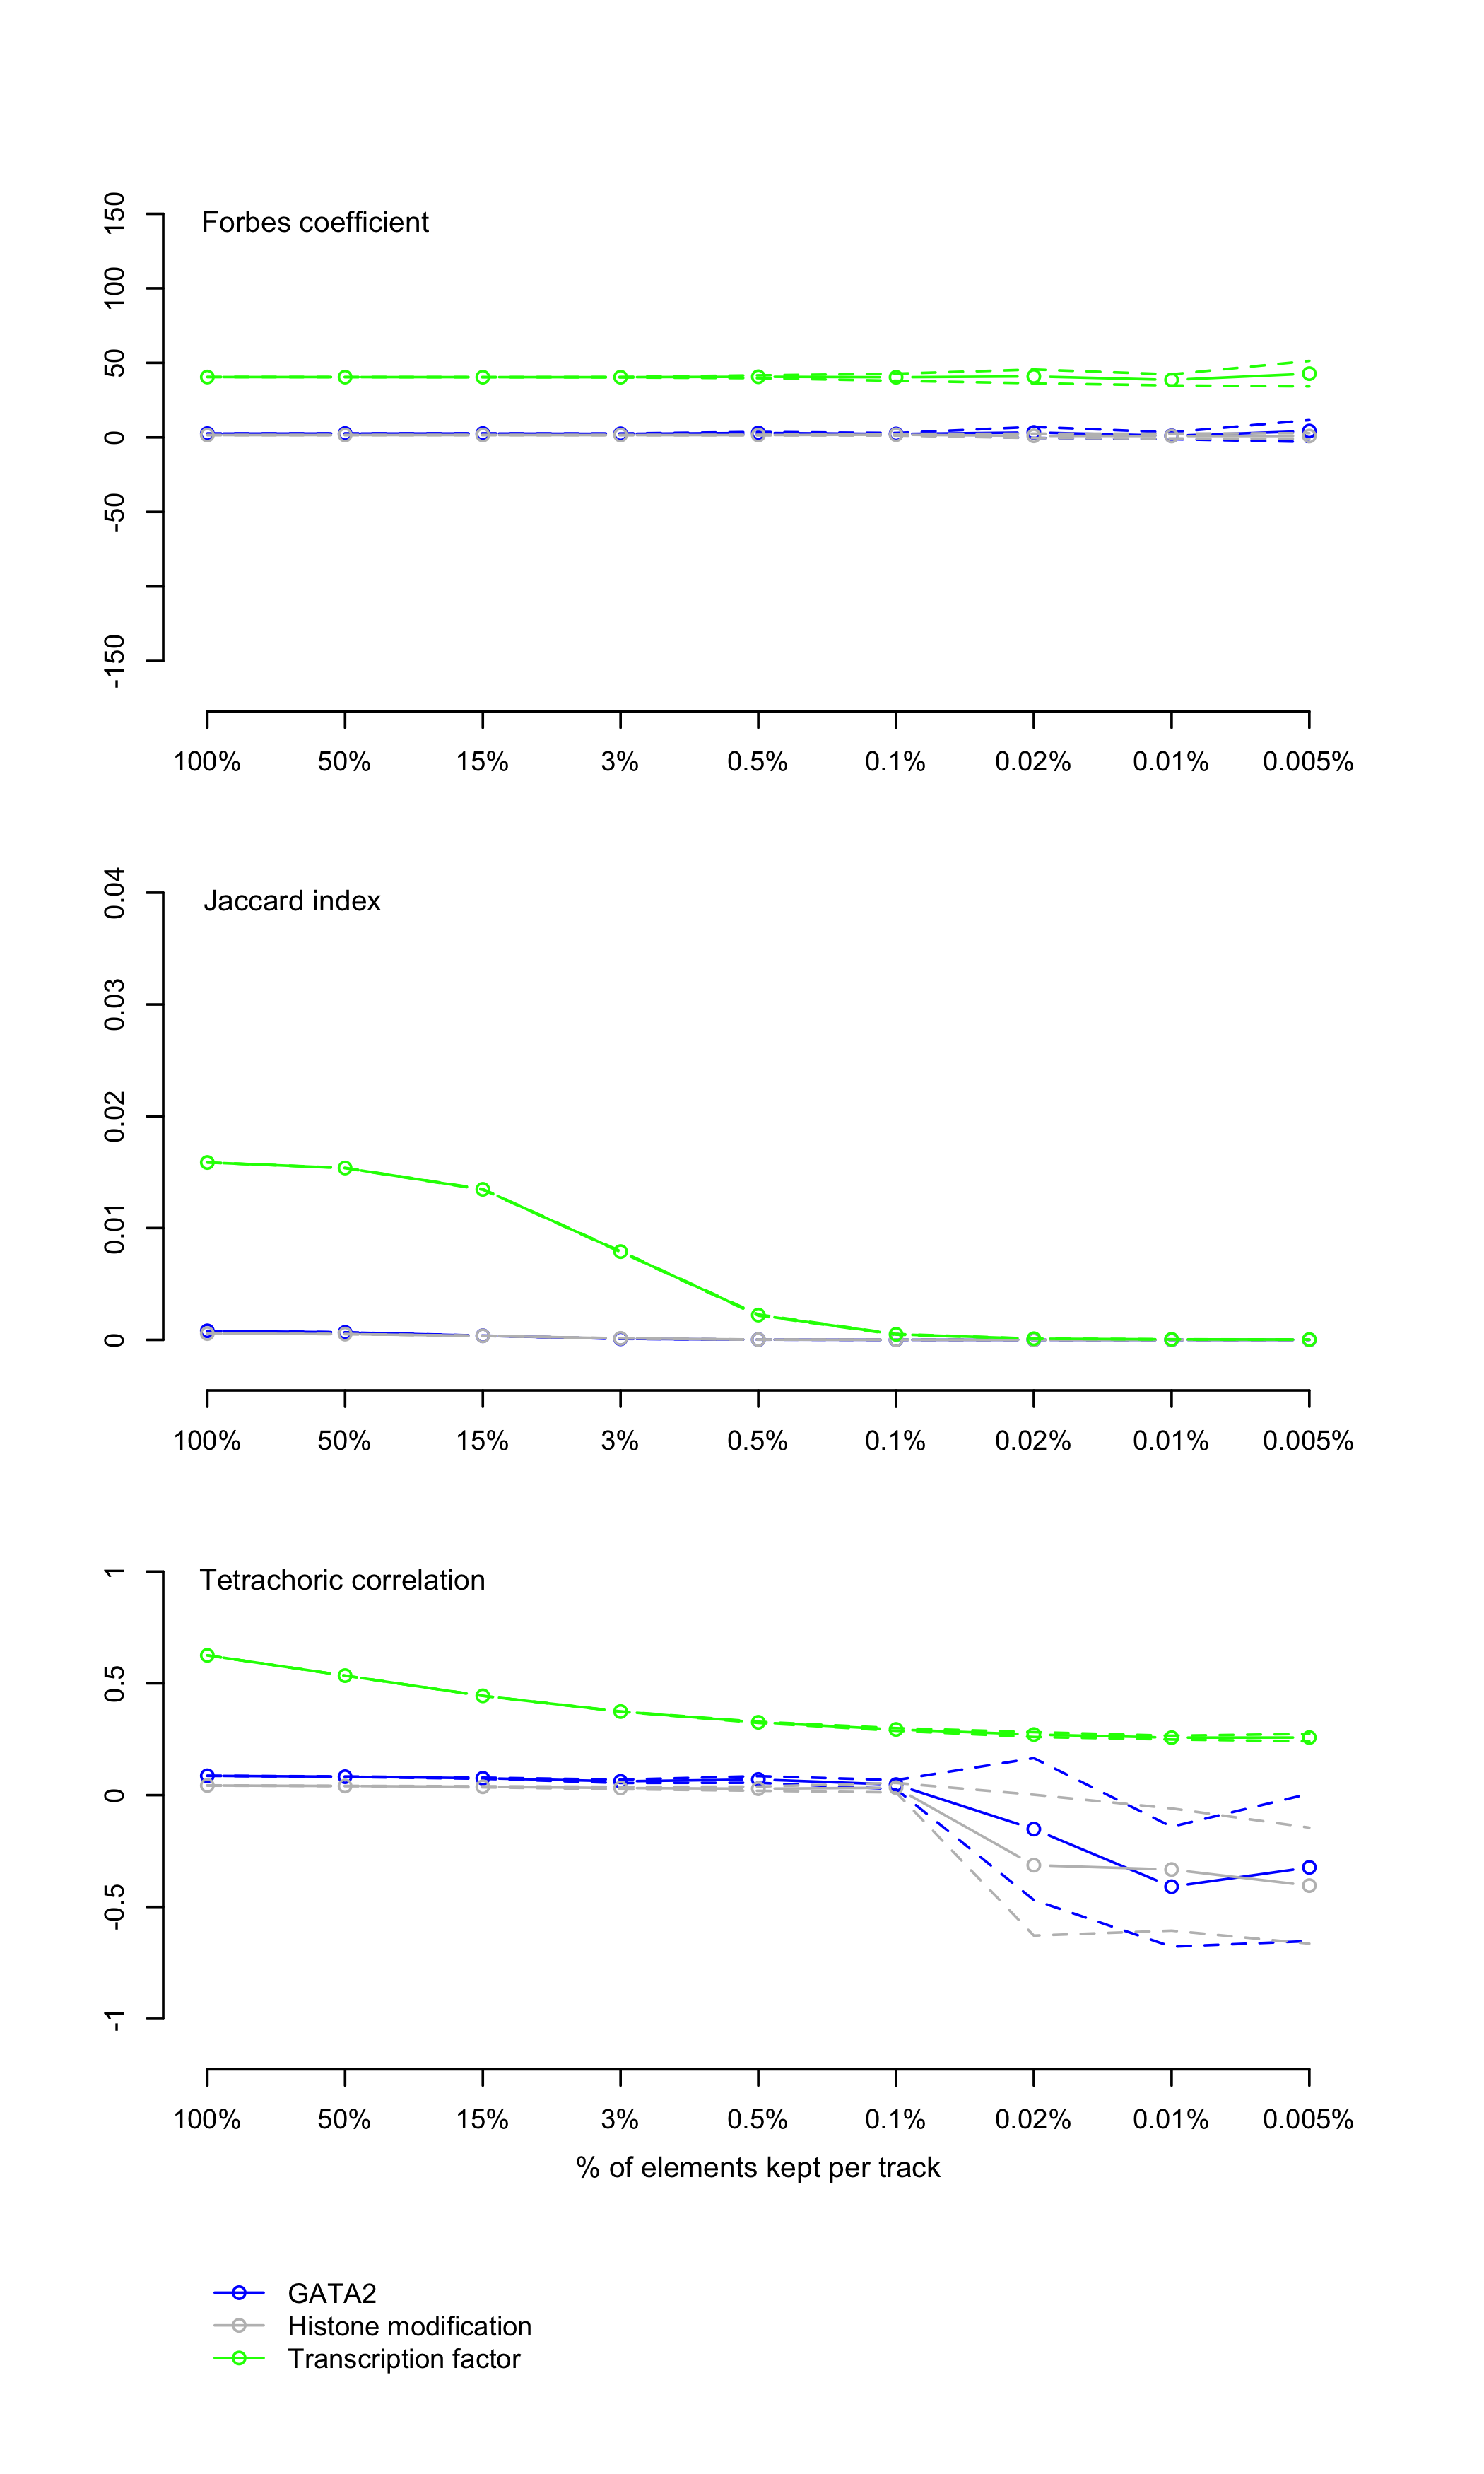 Forbes coefficient
150
100
50
0
-50
-150
100% 50% 15% 3% 0.5% 0.1% 0.02% 0.01% 0.005%
Jaccard index
0.04
0.03
0.02
0.01
0
100% 50% 15% 3% 0.5% 0.1% 0.02% 0.01% 0.005%
Tetrachoric correlation
1
0.5
0
-0.5
-1
100% 50% 15% 3% 0.5% 0.1% 0.02% 0.01% 0.005%
% of elements kept per track
GATA2
Histone modification
Transcription factor